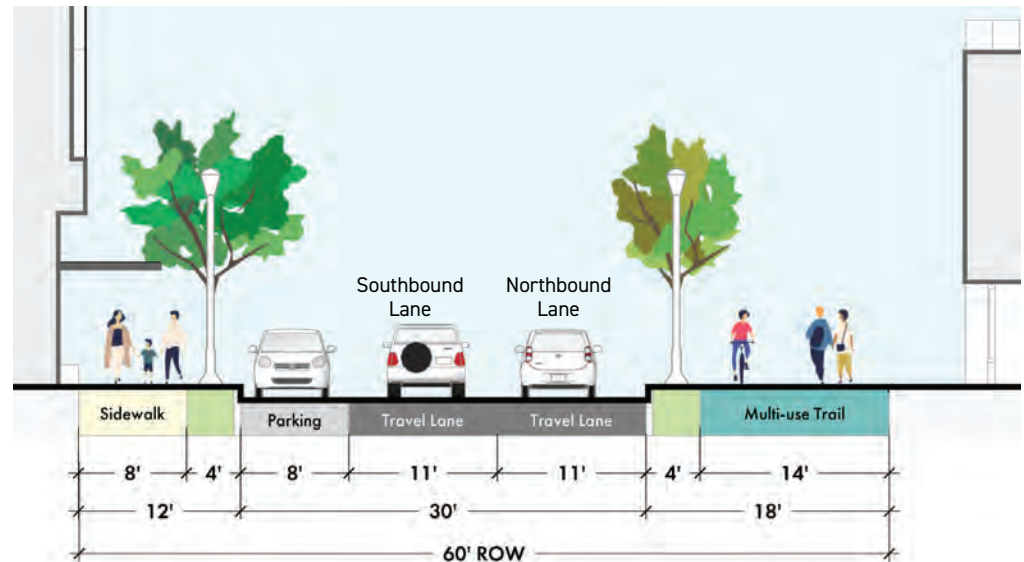 Southbound
Lane
Northbound
Lane
Sidewalk
Parking
Travel Lane
Travel Lane
Multi-use Trail
8'
4'
8'
11'
11'
4'
14'
12'
30'
18'
60' ROW